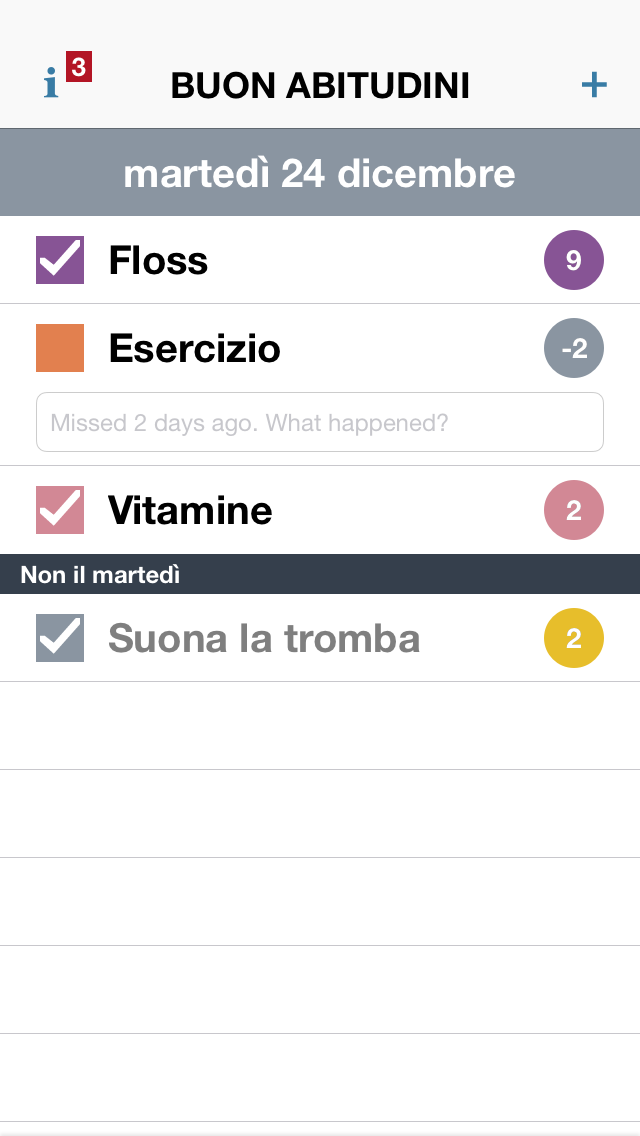 i 3
BUON ABITUDINI
+
martedì 24 dicembre
Floss 9
Esercizio -2
Missed 2 days ago. What happened?
Vitamine 2
Non il martedì
Suona la tromba 2